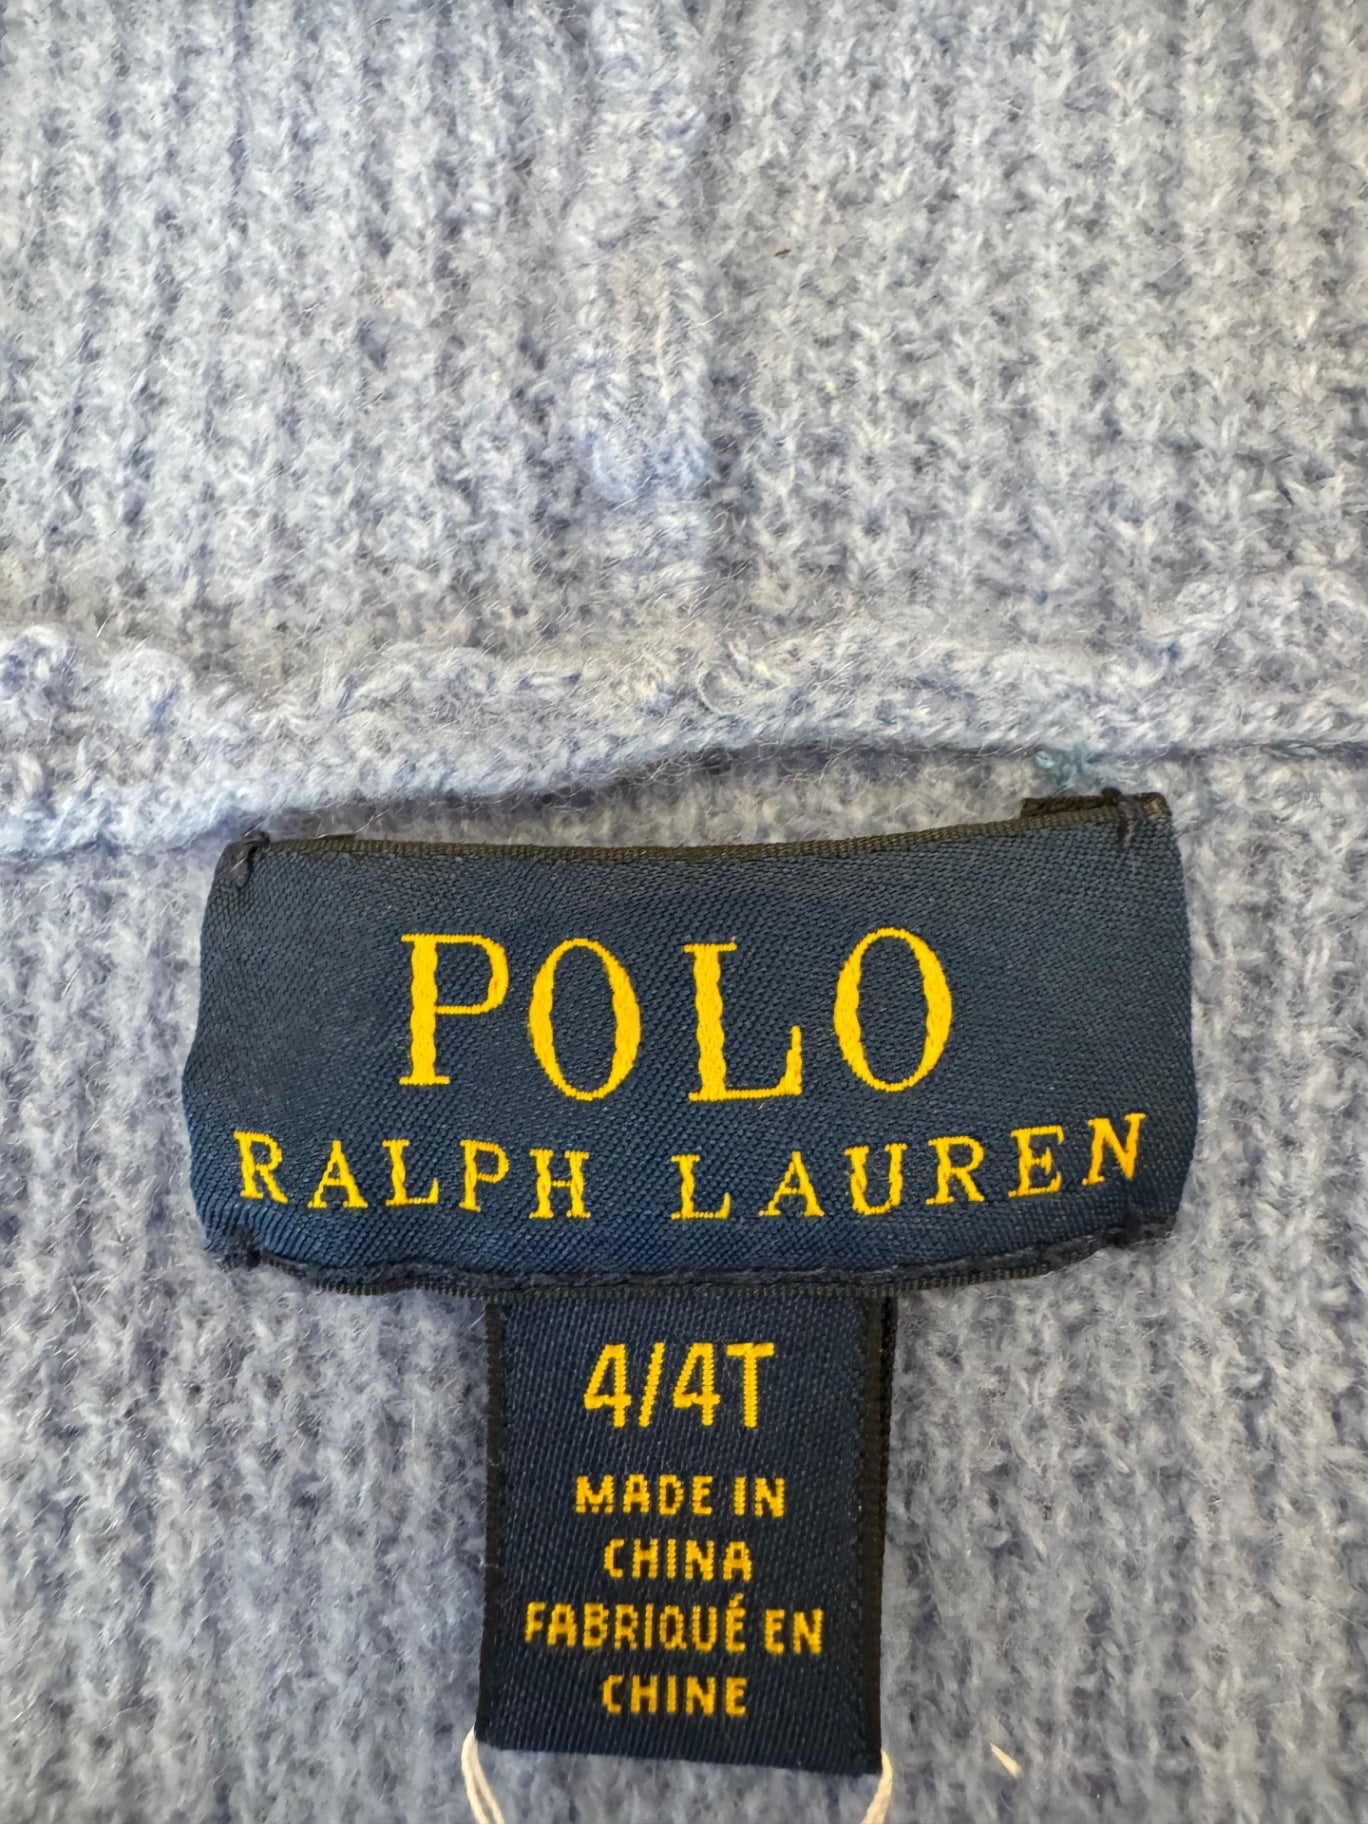 POLO
RALPH LAUREN
4/4T
MADE IN
CHINA
FABRIQUÉ EN
CHINE